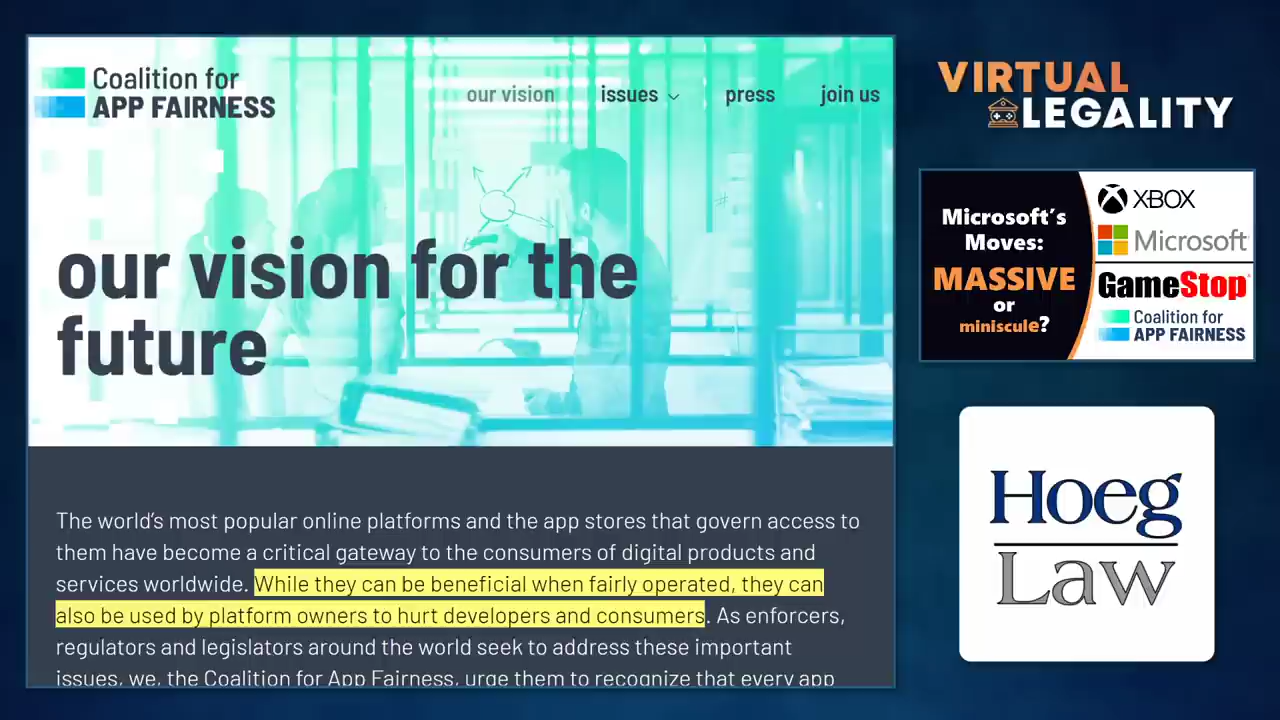 Coalition for
APP FAIRNESS
our vision
issues
press
join us
our vision for the
future
The world's most popular online platforms and the app stores that govern access to
them have become a critical gateway to the consumers of digital products and
services worldwide. While they can be beneficial when fairly operated, they can
also be used by platform owners to hurt developers and consumers. As enforcers,
regulators and legislators around the world seek to address these important
issues, we, the Coalition for App Fairness, urge them to recognize that every app
VIRTUAL
LEGALITY
Microsoft's
Moves:
MASSIVE
or
miniscule?
XBOX
Microsoft
GameStop
Coalition for
APP FAIRNESS
Hoeg
Law